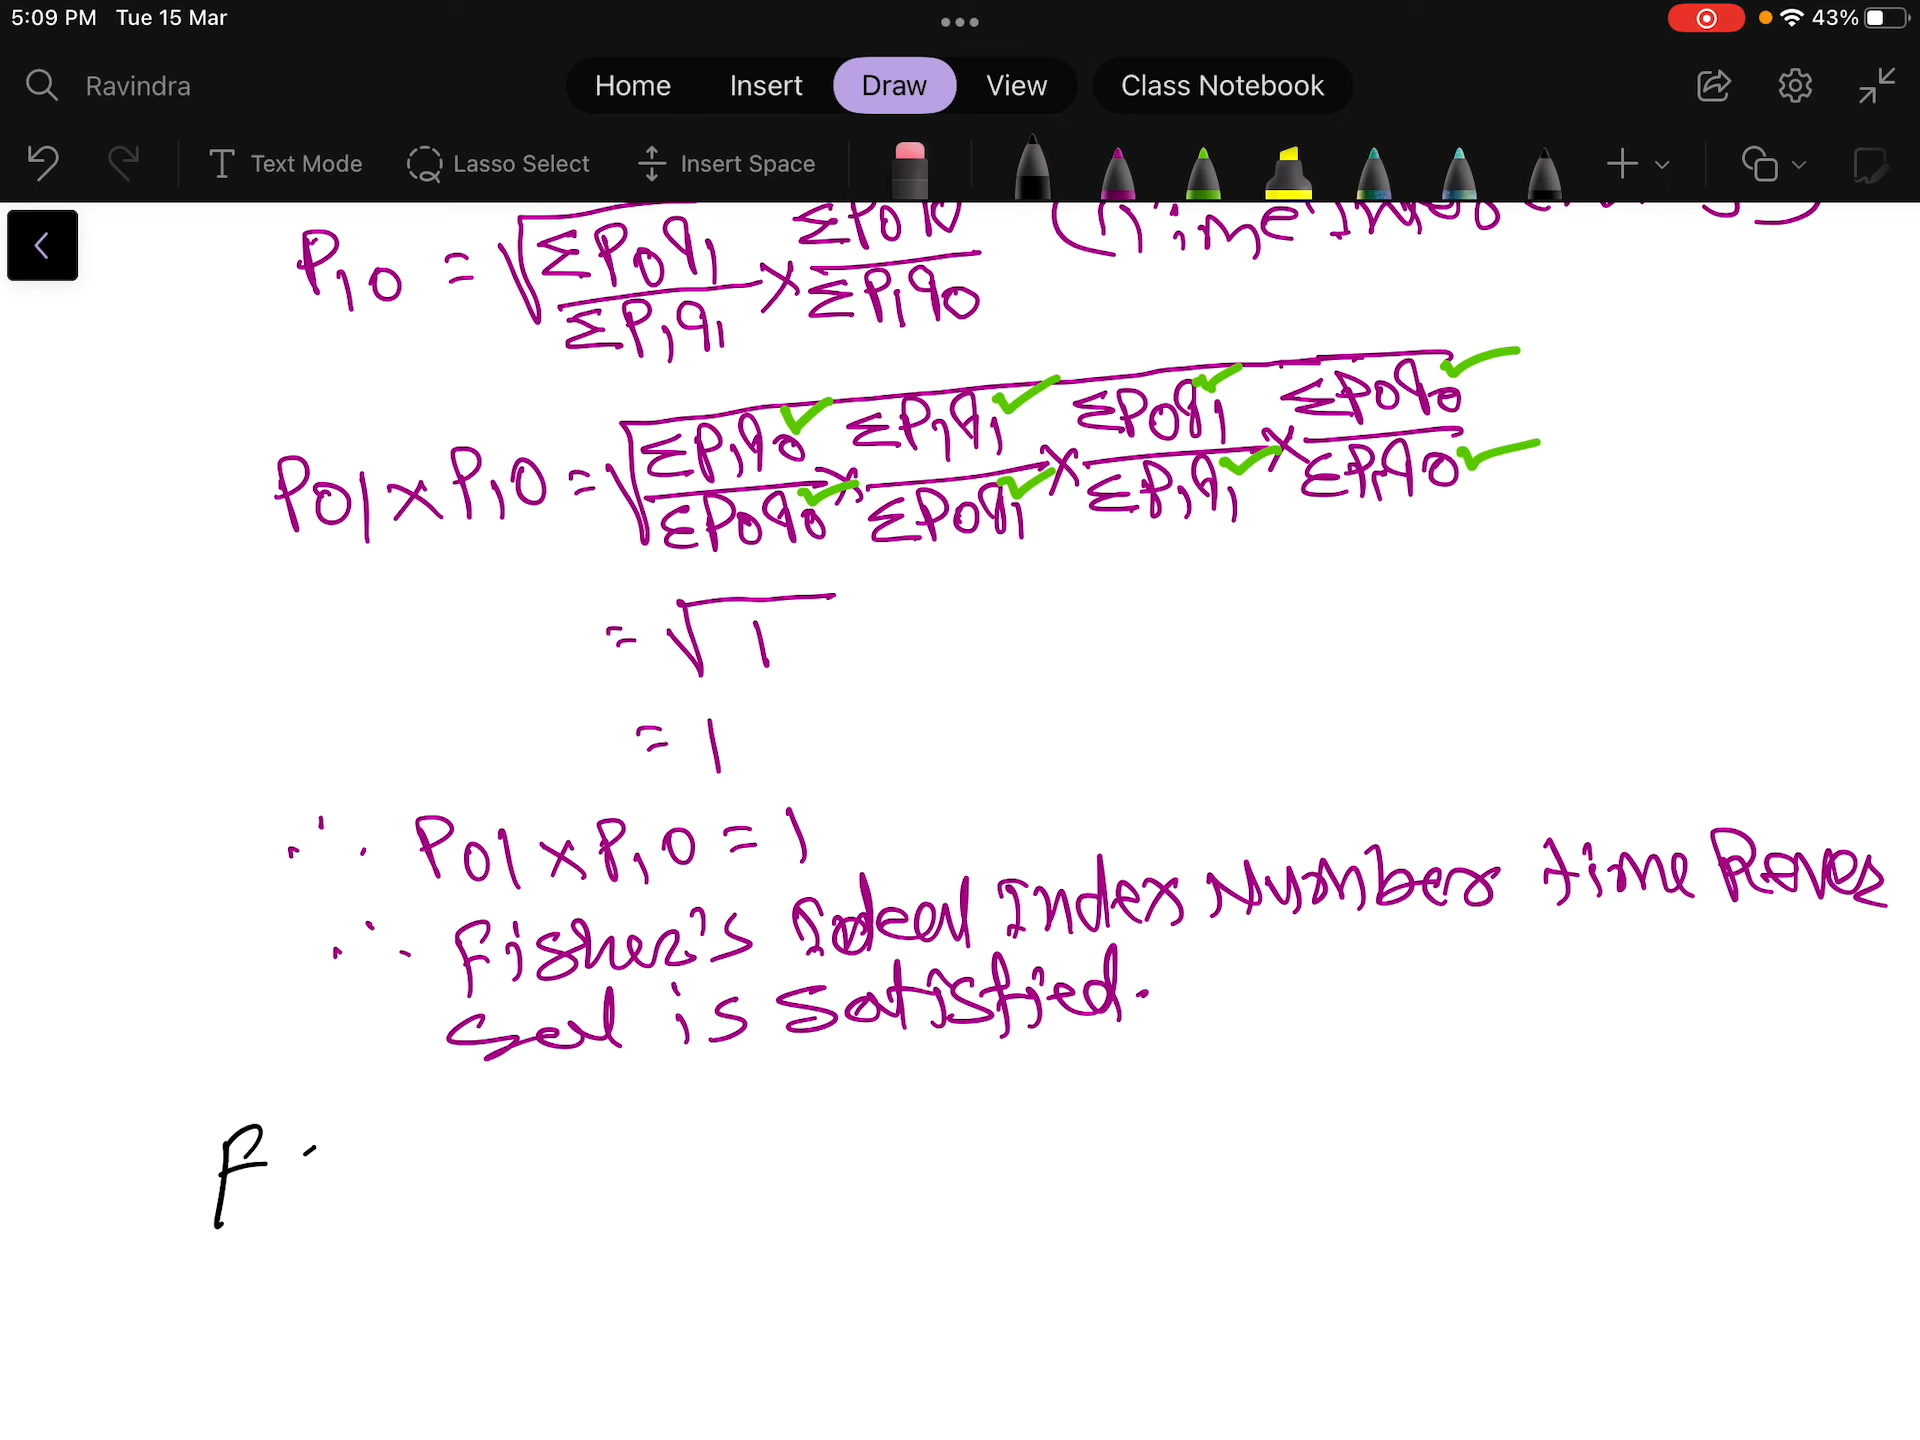 5:09 PM Tue 15 Mar 43%
Ravindra Home Insert Draw View Class Notebook
T Text Mode Lasso Select Insert Space
P10 = √ΣP0q1/ΣP1q1 × ΣP0q0/ΣP1q0 (Time
P01 × P10 = √ΣP1q0/ΣP0q0 × ΣP1q1/ΣP0q1 × ΣP0q1/ΣP1q1 × ΣP0q0/ΣP1q0
= √1
= 1
∴ P01 × P10 = 1
∴ Fisher's Ideal Index Number time Revers
sal is satisfied.
F